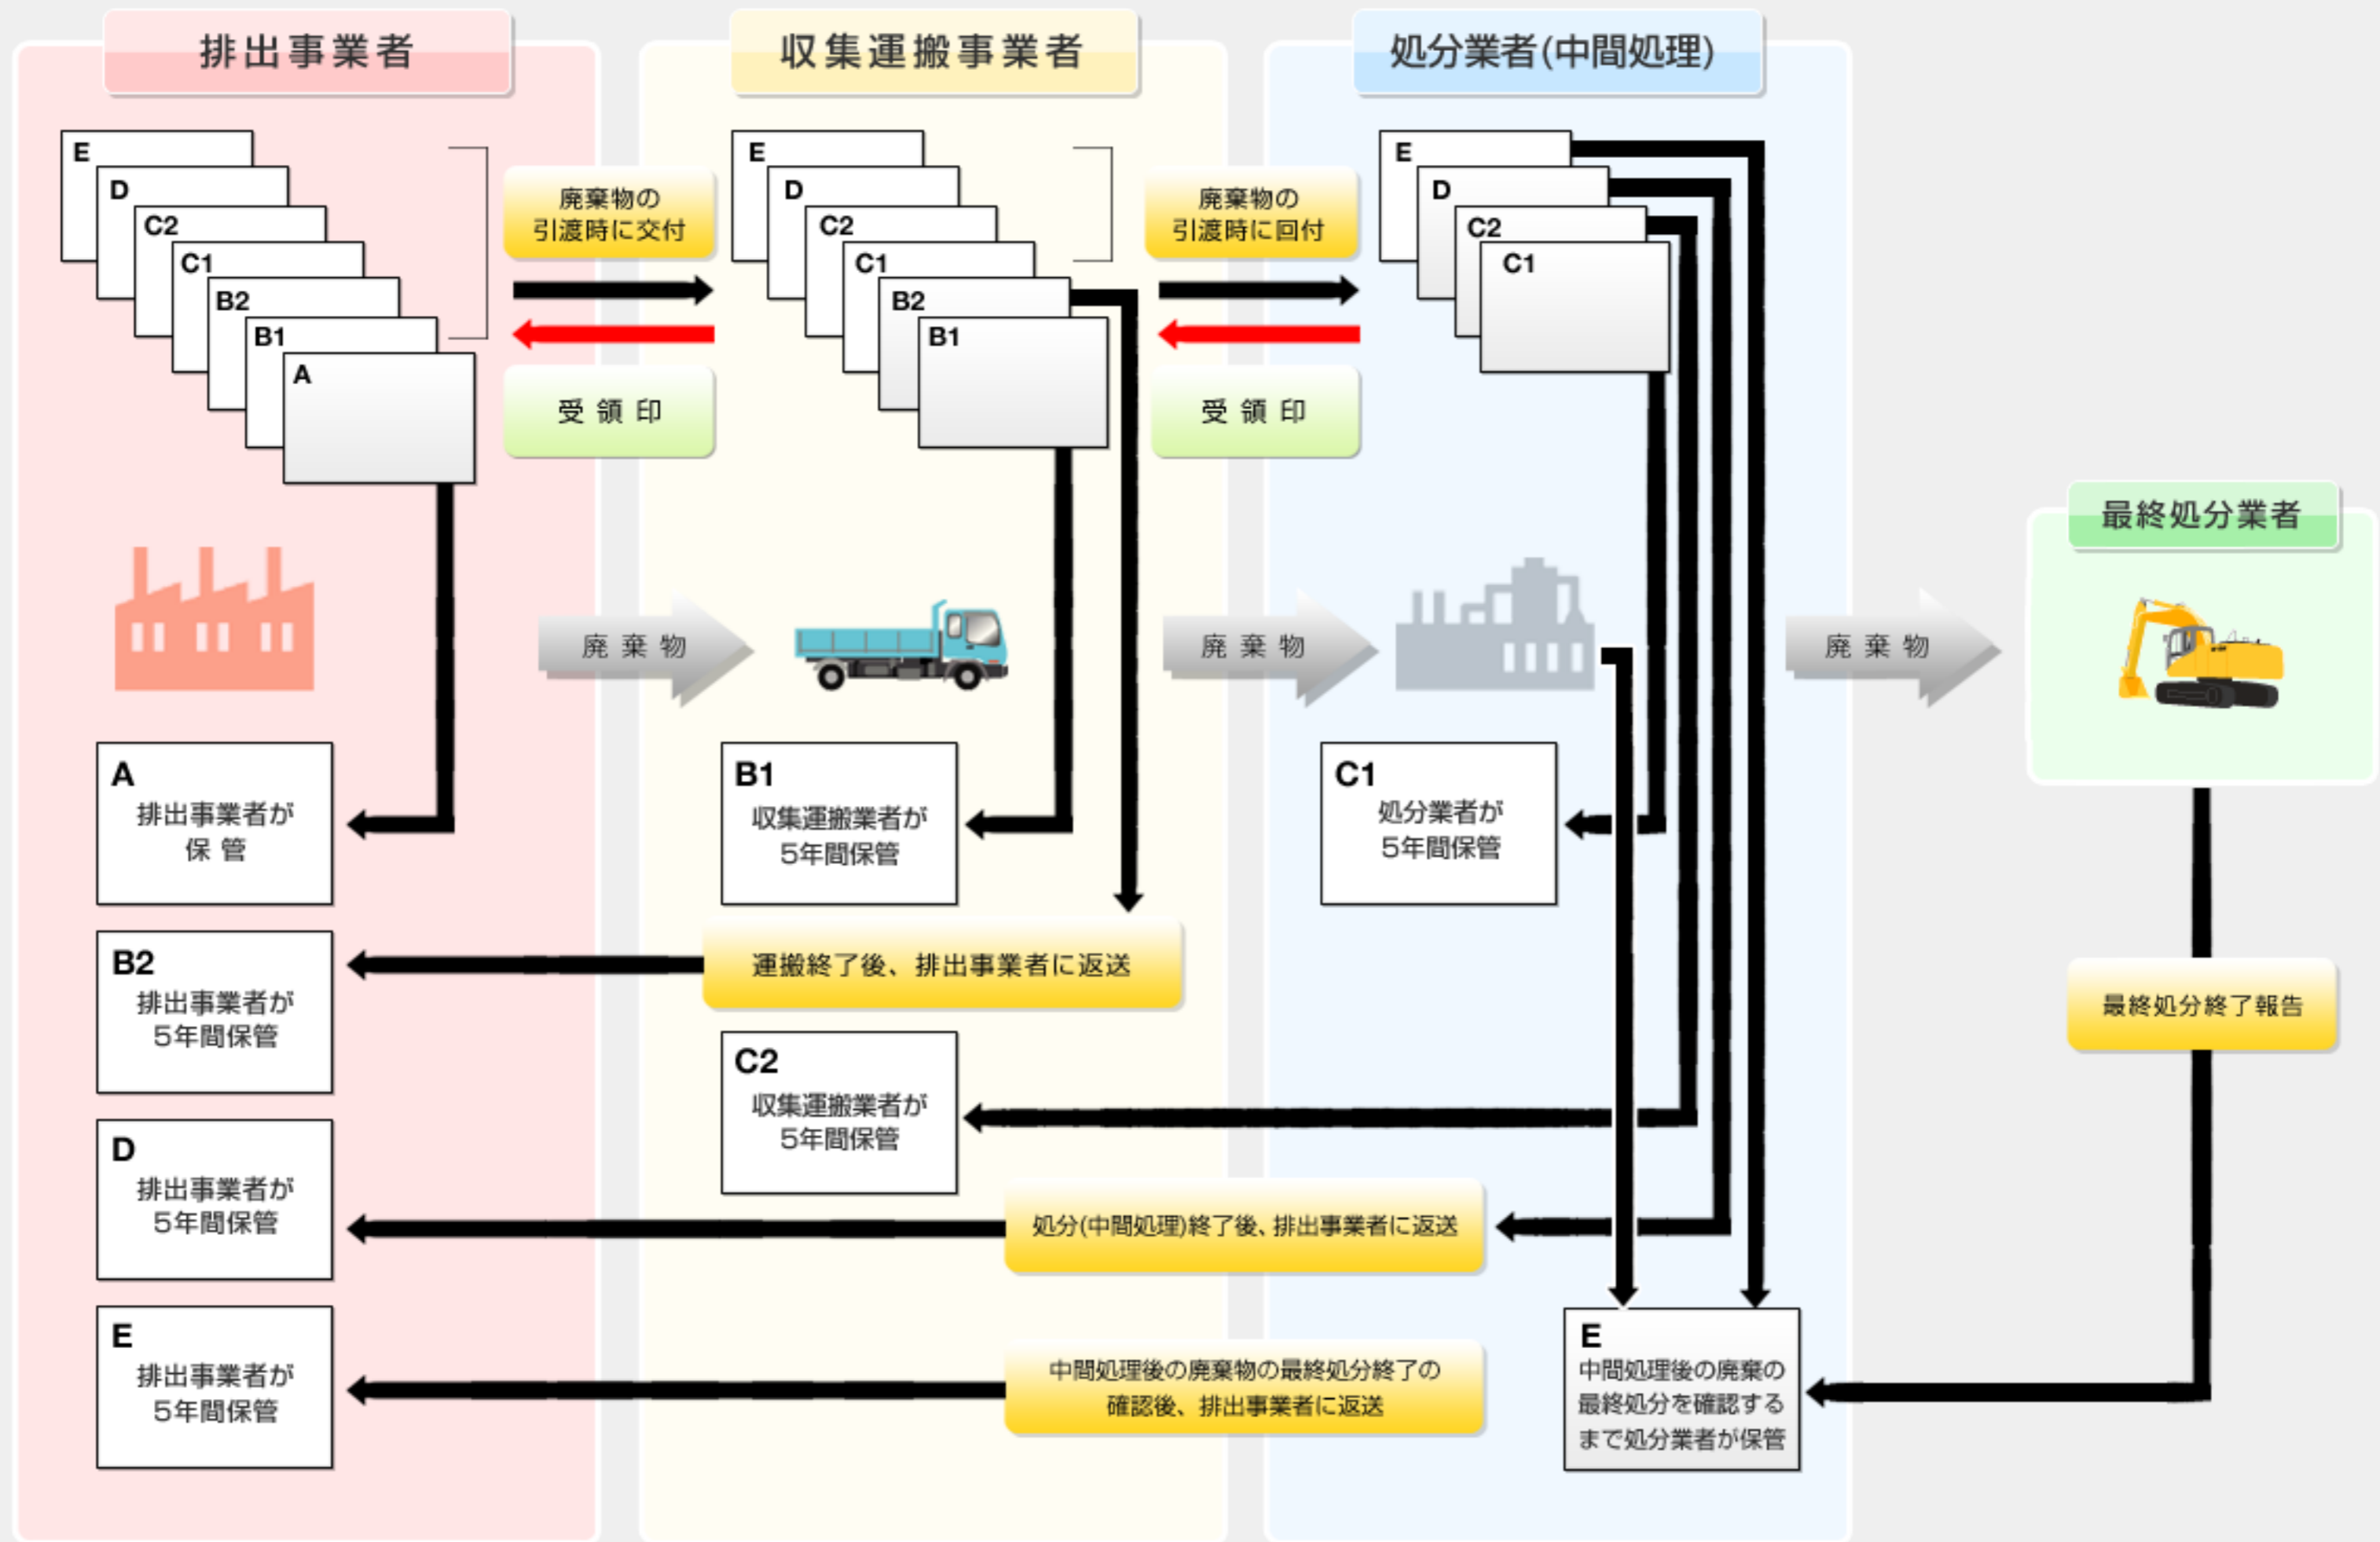 排出事業者
収集運搬事業者
処分業者(中間処理)
E
D
C2
C1
B2
B1
A
廃棄物の
引渡時に交付
受領印
E
D
C2
C1
B2
B1
廃棄物の
引渡時に回付
受領印
E
D
C2
C1
最終処分業者
廃棄物
廃棄物
廃棄物
A
排出事業者が
保管
B1
収集運搬業者が
5年間保管
C1
処分業者が
5年間保管
B2
排出事業者が
5年間保管
運搬終了後、排出事業者に返送
最終処分終了報告
C2
収集運搬業者が
5年間保管
D
排出事業者が
5年間保管
処分(中間処理)終了後、排出事業者に返送
E
排出事業者が
5年間保管
中間処理後の廃棄物の最終処分終了の
確認後、排出事業者に返送
E
中間処理後の廃棄の
最終処分を確認する
まで処分業者が保管